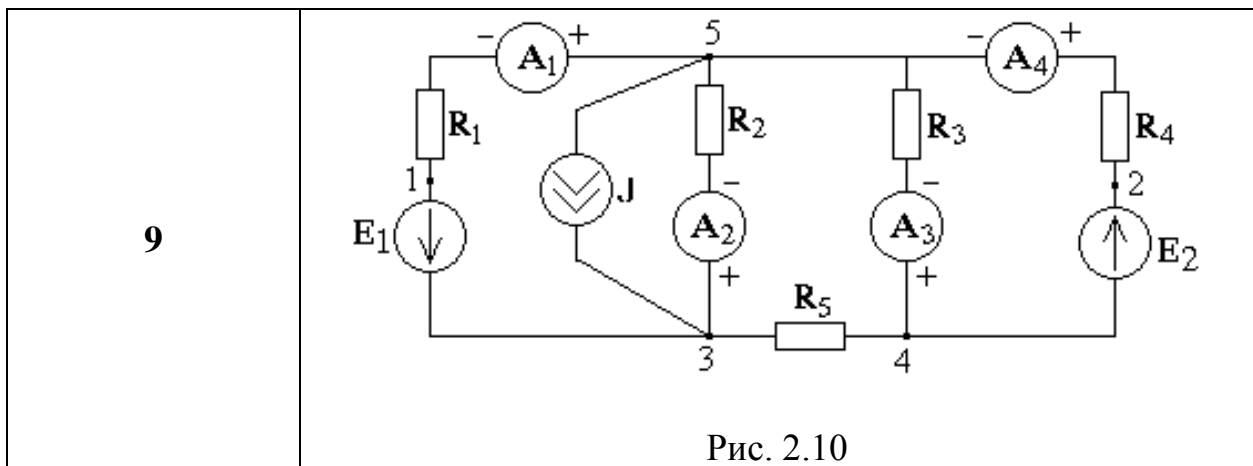 9
− A1 + 5 − A4 +
R1 R2 R3 R4
1 − − 2
E1 J A2 A3 E2
+ +
R5
3 4
Рис. 2.10